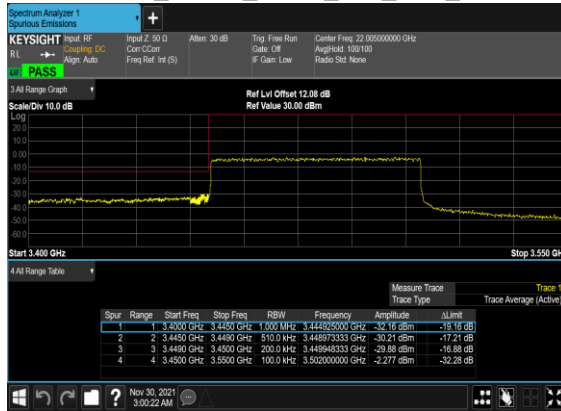 Spectrum Analyzer 1
Spurious Emissions
KEYSIGHT Input: RF Input Z: 50 Ω Atten: 30 dB Trig: Free Run Center Freq: 22.005000000 GHz
RL Coupling: DC Corr CCorr Gate: Off Avg|Hold: 100/100
Align: Auto Freq Ref: Int (S) IF Gain: Low Radio Std: None
PASS
3 All Range Graph
Ref Lvl Offset 12.08 dB
Scale/Div 10.0 dB Ref Value 30.00 dBm
Log
20.0
10.0
0.00
-10.0
-20.0
-30.0
-40.0
-50.0
-60.0
Start 3.400 GHz Stop 3.550 GH
4 All Range Table
Measure Trace Trace 1
Trace Type Trace Average (Active)
Spur Range Start Freq Stop Freq RBW Frequency Amplitude ΔLimit
1 1 3.4000 GHz 3.4450 GHz 1.000 MHz 3.444925000 GHz -32.16 dBm -19.16 dB
2 2 3.4450 GHz 3.4490 GHz 510.0 kHz 3.448973333 GHz -30.21 dBm -17.21 dB
3 3 3.4490 GHz 3.4500 GHz 200.0 kHz 3.449948333 GHz -29.88 dBm -16.88 dB
4 4 3.4500 GHz 3.5500 GHz 100.0 kHz 3.502000000 GHz -2.277 dBm -32.28 dB
? Nov 30, 2021
3:00:22 AM